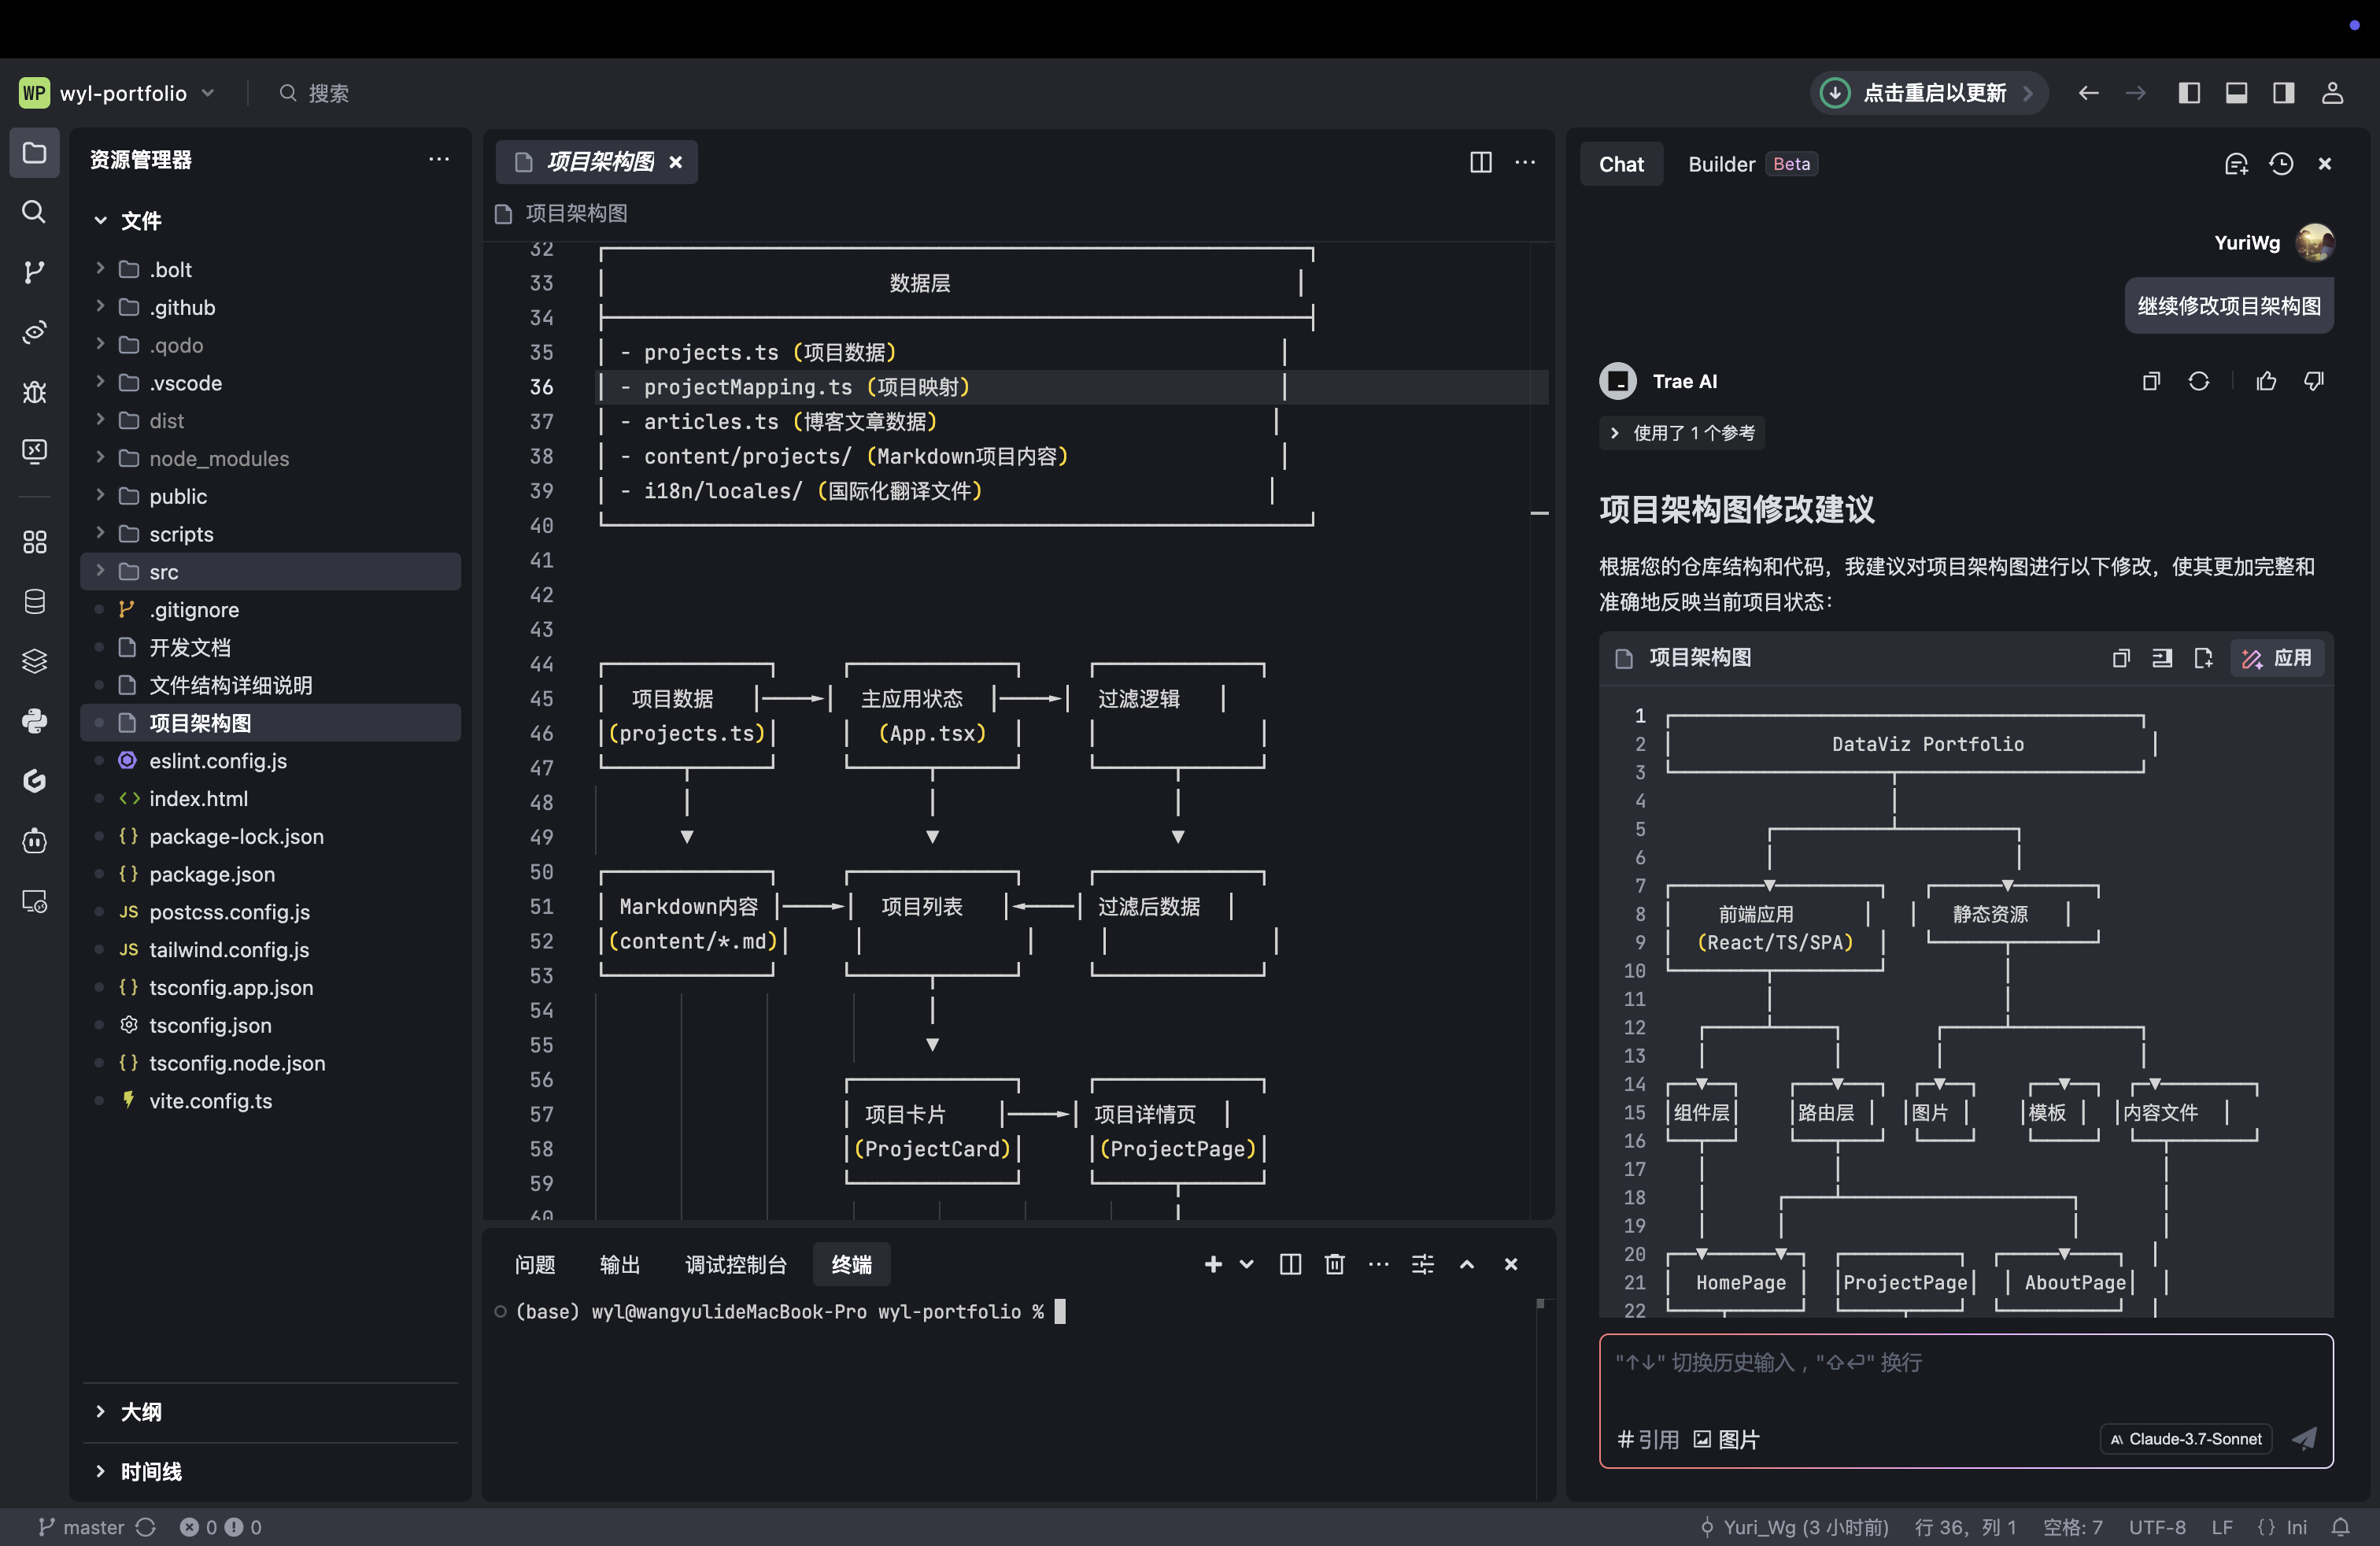 WP wyl-portfolio
搜索
点击重启以更新
资源管理器
文件
.bolt
.github
.qodo
.vscode
dist
node_modules
public
scripts
src
.gitignore
开发文档
文件结构详细说明
项目架构图
eslint.config.js
index.html
package-lock.json
package.json
JS postcss.config.js
JS tailwind.config.js
tsconfig.app.json
tsconfig.json
tsconfig.node.json
vite.config.ts
大纲
时间线
项目架构图
项目架构图
32
33 数据层
34
35 - projects.ts (项目数据)
36 - projectMapping.ts (项目映射)
37 - articles.ts (博客文章数据)
38 - content/projects/ (Markdown项目内容)
39 - i18n/locales/ (国际化翻译文件)
40
41
42
43
44
45 项目数据 主应用状态 过滤逻辑
46 (projects.ts) (App.tsx)
47
48
49
50
51 Markdown内容 项目列表 过滤后数据
52 (content/*.md)
53
54
55
56
57 项目卡片 项目详情页
58 (ProjectCard) (ProjectPage)
59
60
问题 输出 调试控制台 终端
(base) wyl@wangyulideMacBook-Pro wyl-portfolio %
Chat Builder Beta
YuriWg
继续修改项目架构图
Trae AI
使用了 1 个参考
项目架构图修改建议
根据您的仓库结构和代码，我建议对项目架构图进行以下修改，使其更加完整和
准确地反映当前项目状态：
项目架构图 应用
1
2 DataViz Portfolio
3
4
5
6
7
8 前端应用 静态资源
9 (React/TS/SPA)
10
11
12
13
14
15 组件层 路由层 图片 模板 内容文件
16
17
18
19
20
21 HomePage ProjectPage AboutPage
22
"↑↓" 切换历史输入，"⇧⏎" 换行
#引用 图片
Claude-3.7-Sonnet
master 0 0
Yuri_Wg (3 小时前) 行 36，列 1 空格: 7 UTF-8 LF {} Ini